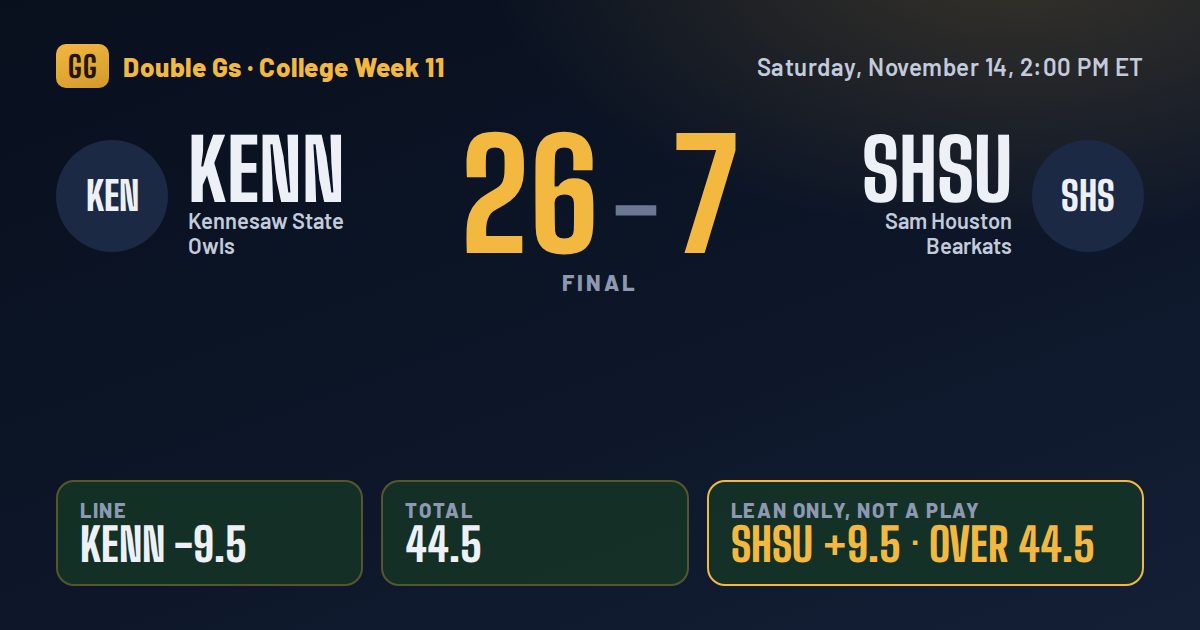 GG Double Gs · College Week 11
Saturday, November 14, 2:00 PM ET
KEN
KENN
Kennesaw State
Owls
26 – 7
FINAL
SHSU
Sam Houston
Bearkats
SHS
LINE
KENN -9.5
TOTAL
44.5
LEAN ONLY, NOT A PLAY
SHSU +9.5 · OVER 44.5